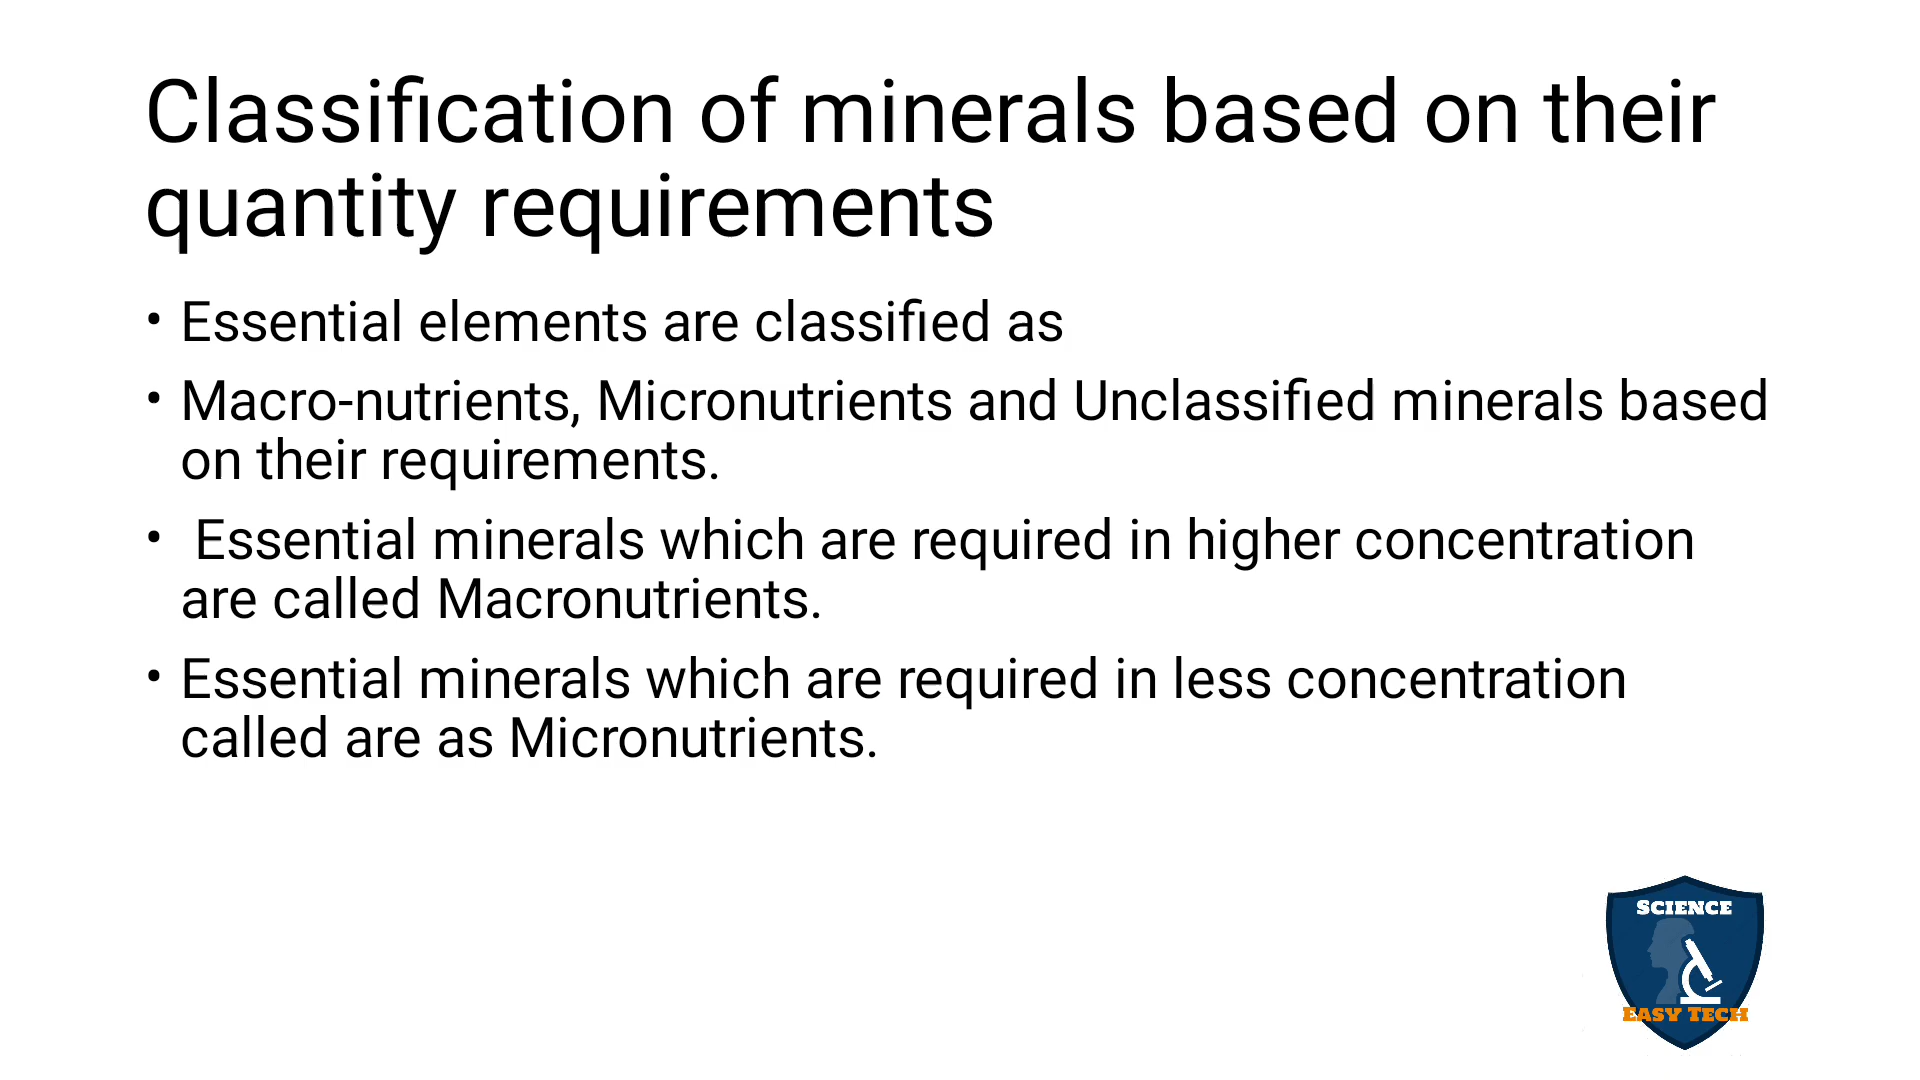 Classification of minerals based on their
quantity requirements
• Essential elements are classified as
• Macro-nutrients, Micronutrients and Unclassified minerals based
on their requirements.
• Essential minerals which are required in higher concentration
are called Macronutrients.
• Essential minerals which are required in less concentration
called are as Micronutrients.
SCIENCE
EASY TECH